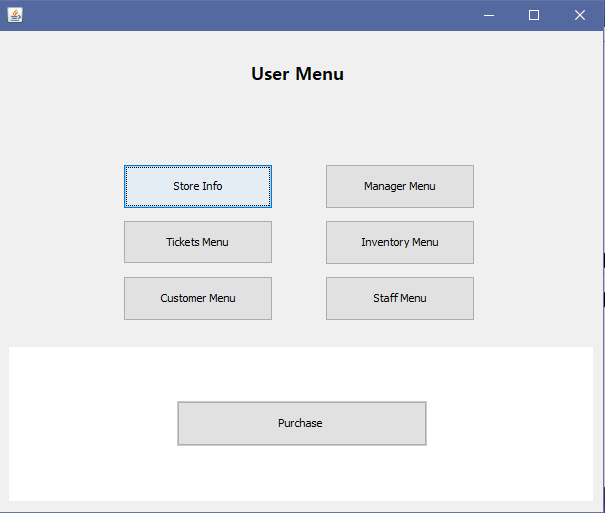 User Menu
Store Info
Manager Menu
Tickets Menu
Inventory Menu
Customer Menu
Staff Menu
Purchase